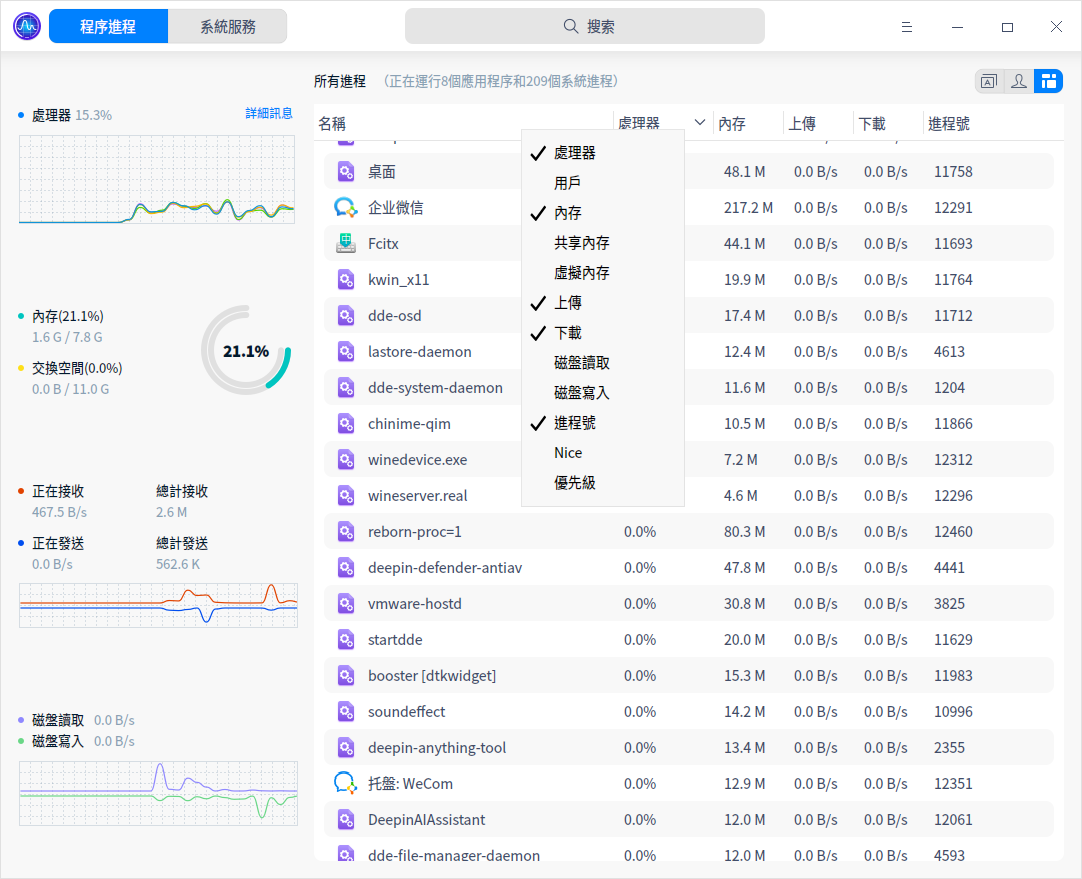 程序進程 系統服務 搜索
所有進程 （正在運行8個應用程序和209個系統進程）
處理器 15.3% 詳細訊息
內存(21.1%)
1.6 G / 7.8 G
交換空間(0.0%)
0.0 B / 11.0 G
21.1%
正在接收 總計接收
467.5 B/s 2.6 M
正在發送 總計發送
0.0 B/s 562.6 K
磁盤讀取 0.0 B/s
磁盤寫入 0.0 B/s
名稱 處理器 內存 上傳 下載 進程號
桌面 48.1 M 0.0 B/s 0.0 B/s 11758
企业微信 217.2 M 0.0 B/s 0.0 B/s 12291
Fcitx 44.1 M 0.0 B/s 0.0 B/s 11693
kwin_x11 19.9 M 0.0 B/s 0.0 B/s 11764
dde-osd 17.4 M 0.0 B/s 0.0 B/s 11712
lastore-daemon 12.4 M 0.0 B/s 0.0 B/s 4613
dde-system-daemon 11.6 M 0.0 B/s 0.0 B/s 1204
chinime-qim 10.5 M 0.0 B/s 0.0 B/s 11866
winedevice.exe 7.2 M 0.0 B/s 0.0 B/s 12312
wineserver.real 4.6 M 0.0 B/s 0.0 B/s 12296
reborn-proc=1 0.0% 80.3 M 0.0 B/s 0.0 B/s 12460
deepin-defender-antiav 0.0% 47.8 M 0.0 B/s 0.0 B/s 4441
vmware-hostd 0.0% 30.8 M 0.0 B/s 0.0 B/s 3825
startdde 0.0% 20.0 M 0.0 B/s 0.0 B/s 11629
booster [dtkwidget] 0.0% 15.3 M 0.0 B/s 0.0 B/s 11983
soundeffect 0.0% 14.2 M 0.0 B/s 0.0 B/s 10996
deepin-anything-tool 0.0% 13.4 M 0.0 B/s 0.0 B/s 2355
托盤: WeCom 0.0% 12.9 M 0.0 B/s 0.0 B/s 12351
DeepinAIAssistant 0.0% 12.0 M 0.0 B/s 0.0 B/s 12061
dde-file-manager-daemon 0.0% 12.0 M 0.0 B/s 0.0 B/s 4593
處理器
用戶
內存
共享內存
虛擬內存
上傳
下載
磁盤讀取
磁盤寫入
進程號
Nice
優先級